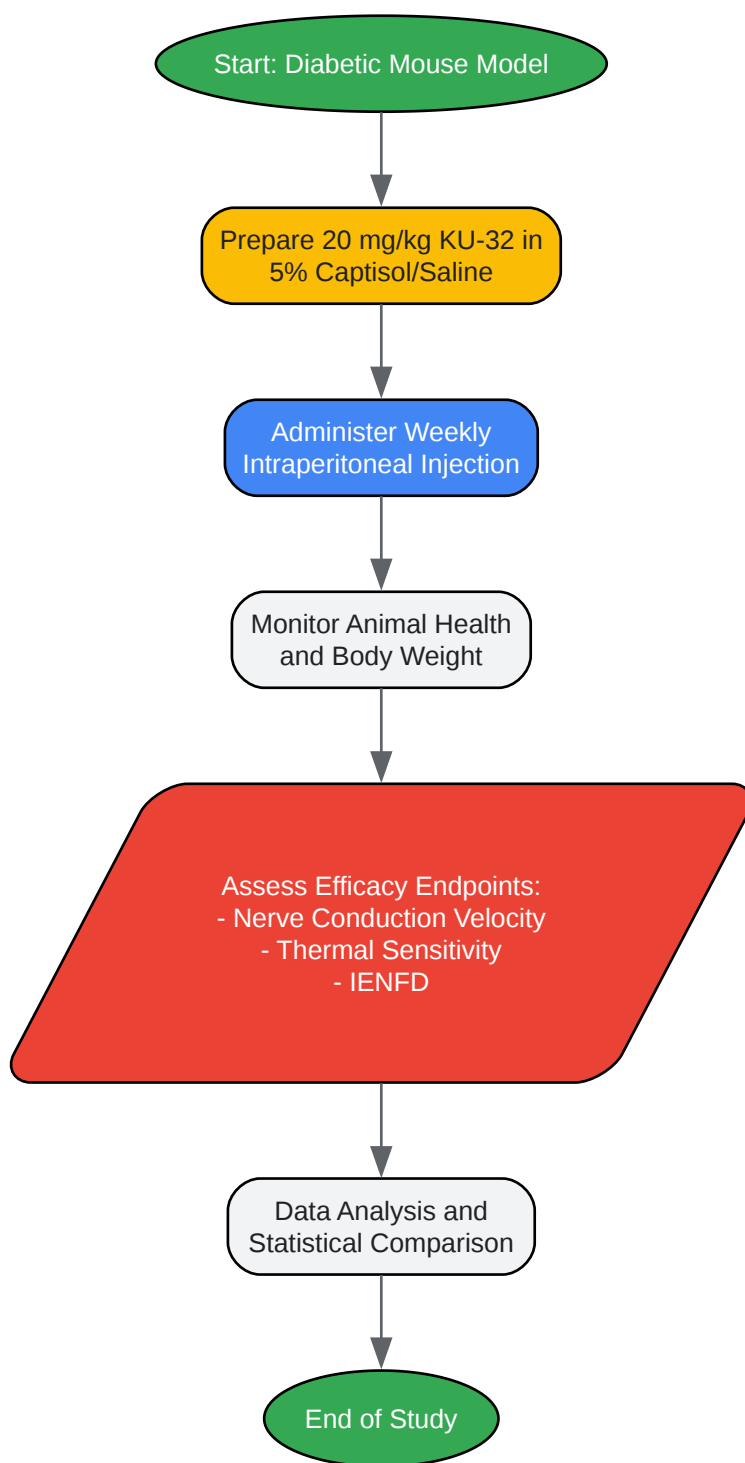 Start: Diabetic Mouse Model
Prepare 20 mg/kg KU-32 in
5% Captisol/Saline
Administer Weekly
Intraperitoneal Injection
Monitor Animal Health
and Body Weight
Assess Efficacy Endpoints:
- Nerve Conduction Velocity
- Thermal Sensitivity
- IENFD
Data Analysis and
Statistical Comparison
End of Study